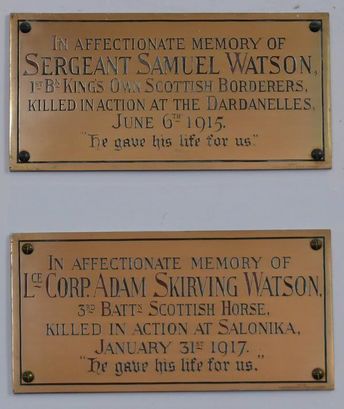 IN AFFECTIONATE MEMORY OF
SERGEANT SAMUEL WATSON,
1ST Bn. KING'S OWN SCOTTISH BORDERERS,
KILLED IN ACTION AT THE DARDANELLES,
JUNE 6TH 1915.
"He gave his life for us."
IN AFFECTIONATE MEMORY OF
LCE CORP. ADAM SKIRVING WATSON,
3RD BATTN SCOTTISH HORSE,
KILLED IN ACTION AT SALONIKA,
JANUARY 31ST 1917.
"He gave his life for us."